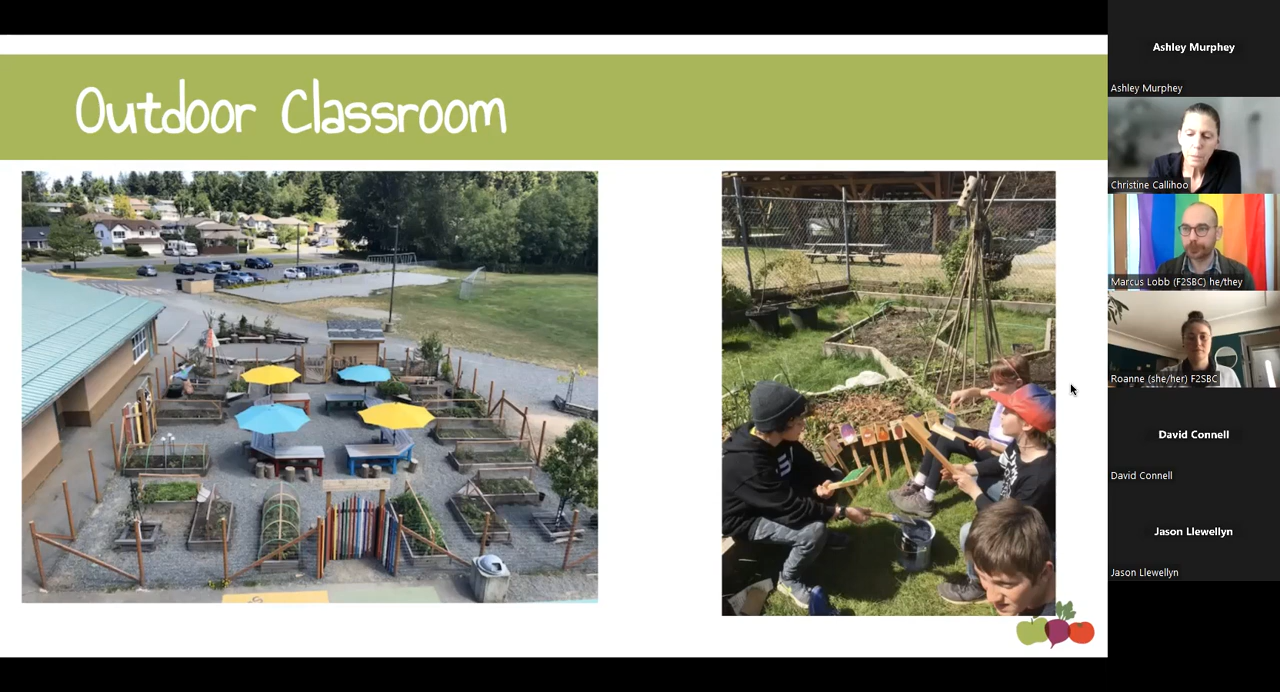 Outdoor Classroom
Ashley Murphey
Ashley Murphey
Christine Callihoo
Marcus Lobb (F2SBC) he/they
Roanne (she/her) F2SBC
David Connell
David Connell
Jason Llewellyn
Jason Llewellyn